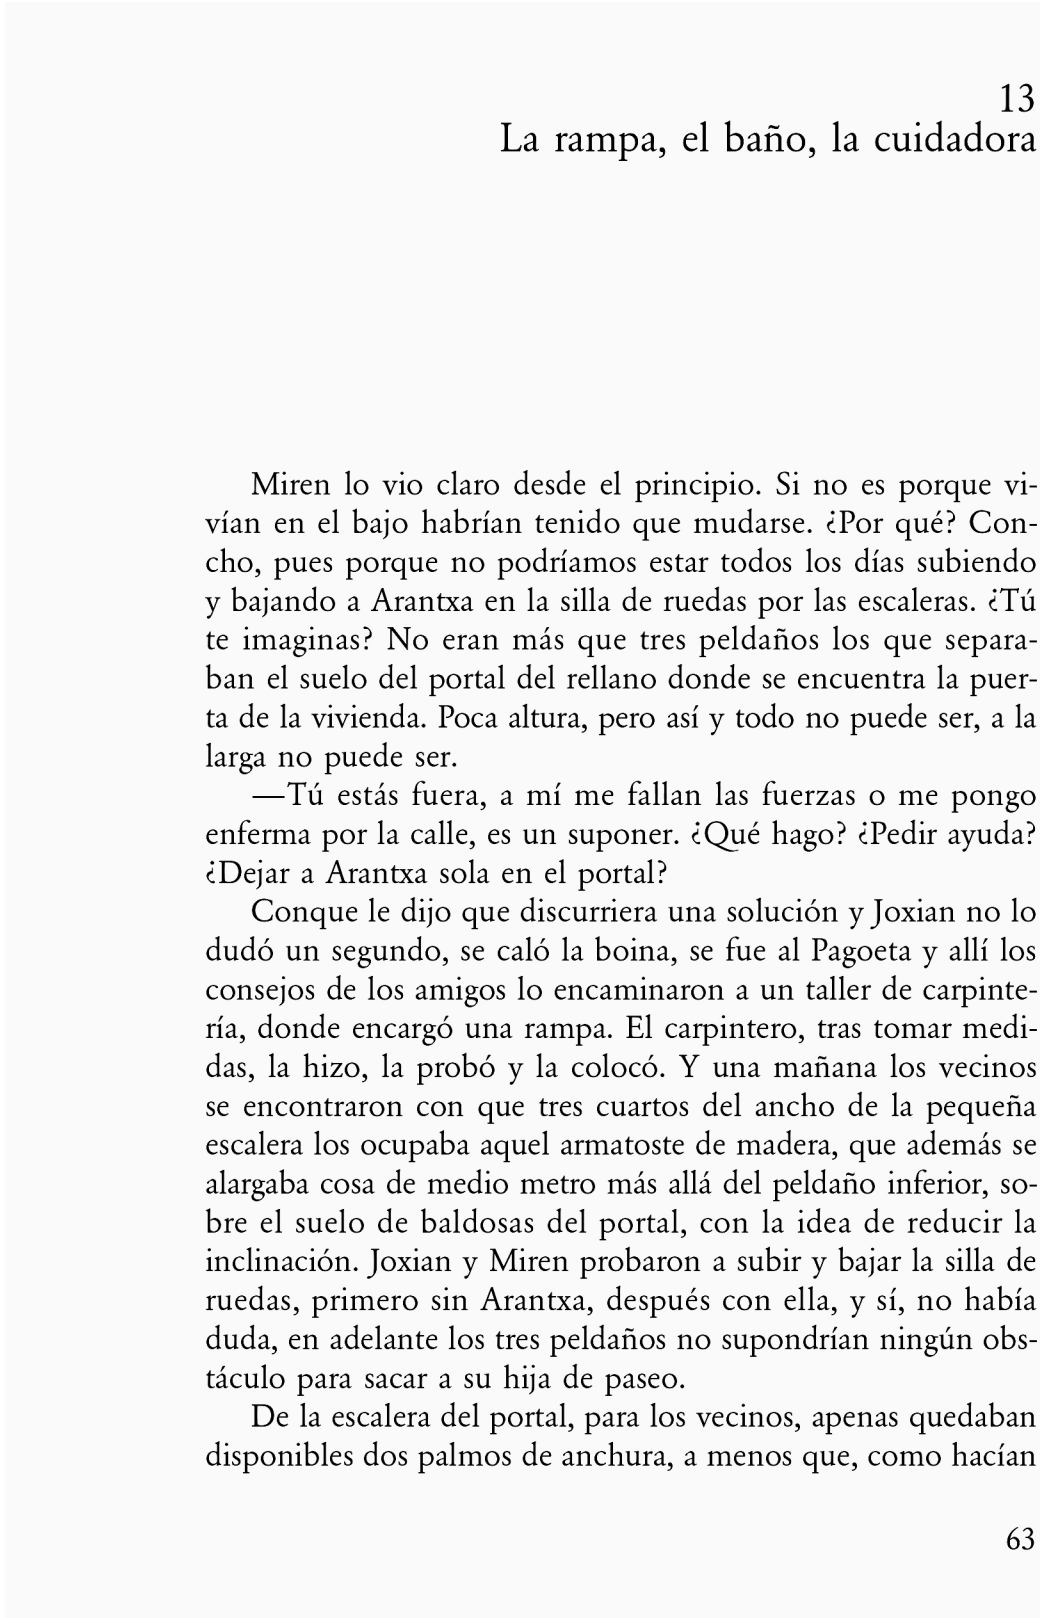 13
La rampa, el baño, la cuidadora
Miren lo vio claro desde el principio. Si no es porque vi-
vían en el bajo habrían tenido que mudarse. ¿Por qué? Con-
cho, pues porque no podríamos estar todos los días subiendo
y bajando a Arantxa en la silla de ruedas por las escaleras. ¿Tú
te imaginas? No eran más que tres peldaños los que separa-
ban el suelo del portal del rellano donde se encuentra la puer-
ta de la vivienda. Poca altura, pero así y todo no puede ser, a la
larga no puede ser.
—Tú estás fuera, a mí me fallan las fuerzas o me pongo
enferma por la calle, es un suponer. ¿Qué hago? ¿Pedir ayuda?
¿Dejar a Arantxa sola en el portal?
Conque le dijo que discurriera una solución y Joxian no lo
dudó un segundo, se caló la boina, se fue al Pagoeta y allí los
consejos de los amigos lo encaminaron a un taller de carpinte-
ría, donde encargó una rampa. El carpintero, tras tomar medi-
das, la hizo, la probó y la colocó. Y una mañana los vecinos
se encontraron con que tres cuartos del ancho de la pequeña
escalera los ocupaba aquel armatoste de madera, que además se
alargaba cosa de medio metro más allá del peldaño inferior, so-
bre el suelo de baldosas del portal, con la idea de reducir la
inclinación. Joxian y Miren probaron a subir y bajar la silla de
ruedas, primero sin Arantxa, después con ella, y sí, no había
duda, en adelante los tres peldaños no supondrían ningún obs-
táculo para sacar a su hija de paseo.
De la escalera del portal, para los vecinos, apenas quedaban
disponibles dos palmos de anchura, a menos que, como hacían
63